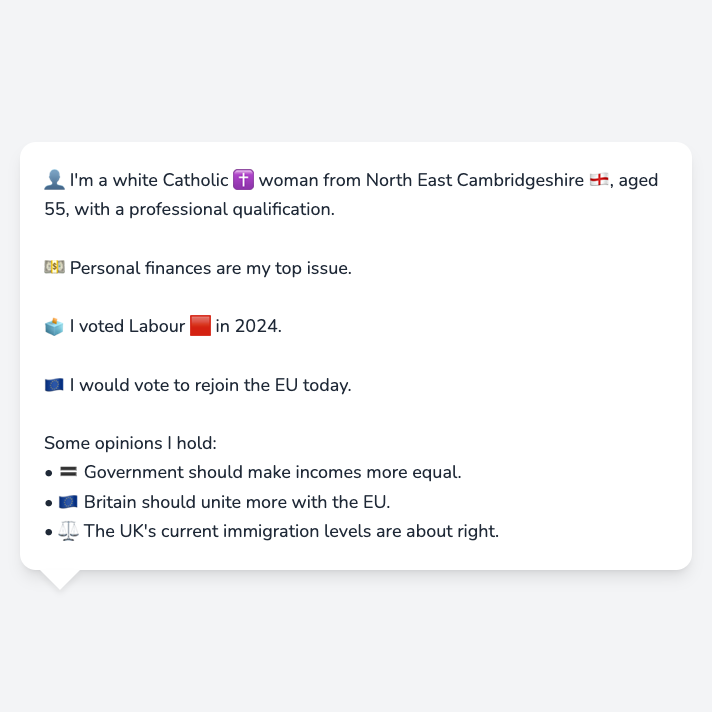 👤 I'm a white Catholic ✝️ woman from North East Cambridgeshire 🏴󠁧󠁢󠁥󠁮󠁧󠁿, aged
55, with a professional qualification.
💵 Personal finances are my top issue.
🗳️ I voted Labour 🟥 in 2024.
🇪🇺 I would vote to rejoin the EU today.
Some opinions I hold:
• 🟰 Government should make incomes more equal.
• 🇪🇺 Britain should unite more with the EU.
• ⚖️ The UK's current immigration levels are about right.